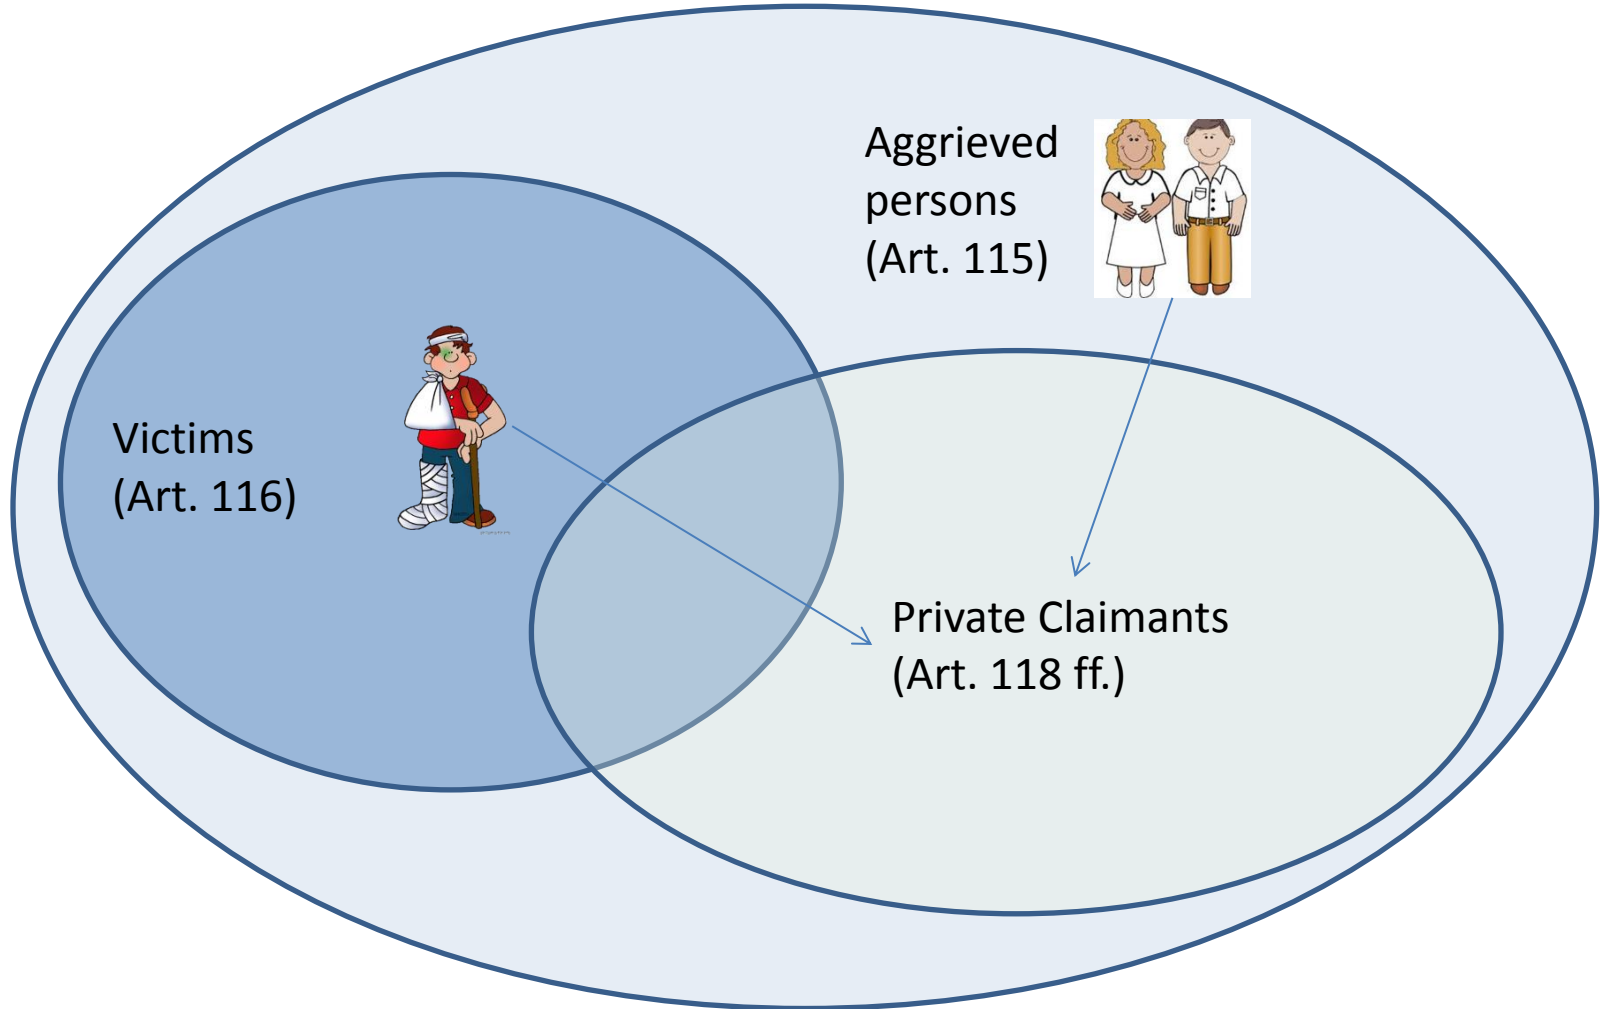 Aggrieved
persons
(Art. 115)
Victims
(Art. 116)
Private Claimants
(Art. 118 ff.)